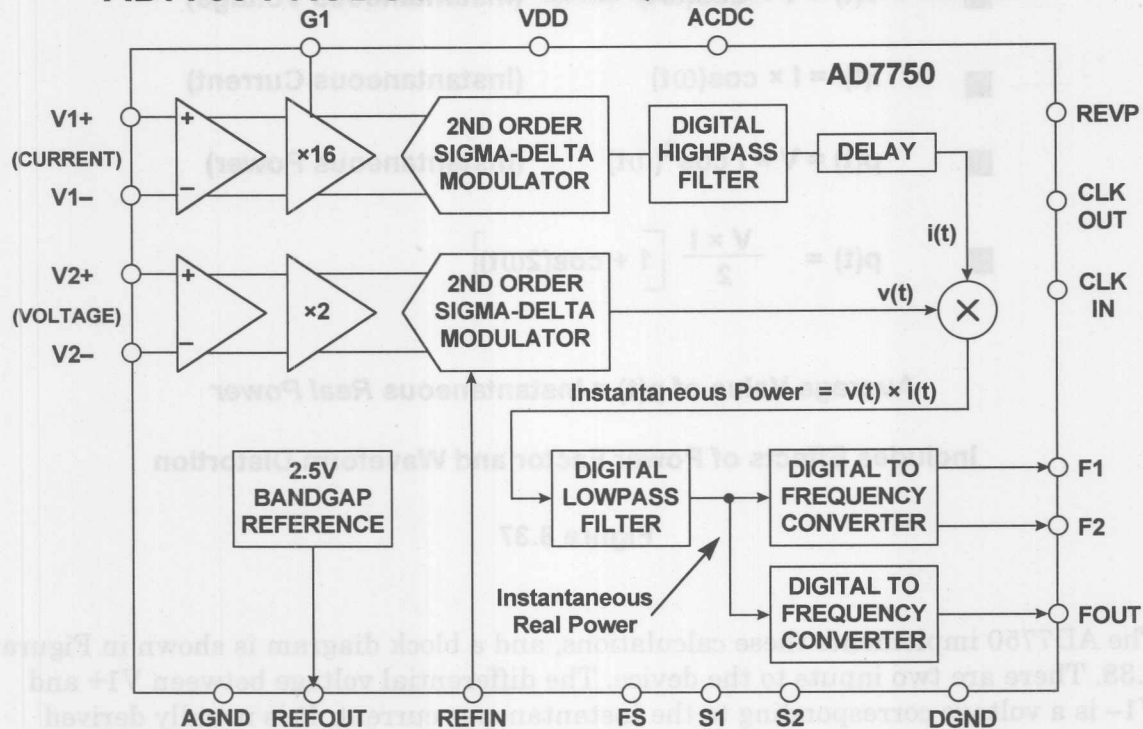 G1
VDD
ACDC
AD7750
V1+
(CURRENT)
V1–
+
–
×16
2ND ORDER
SIGMA-DELTA
MODULATOR
DIGITAL
HIGHPASS
FILTER
DELAY
REVP
CLK
OUT
CLK
IN
i(t)
v(t)
×
V2+
(VOLTAGE)
V2–
+
–
×2
2ND ORDER
SIGMA-DELTA
MODULATOR
Instantaneous Power = v(t) × i(t)
2.5V
BANDGAP
REFERENCE
DIGITAL
LOWPASS
FILTER
DIGITAL TO
FREQUENCY
CONVERTER
F1
F2
Instantaneous
Real Power
DIGITAL TO
FREQUENCY
CONVERTER
FOUT
AGND
REFOUT
REFIN
FS
S1
S2
DGND